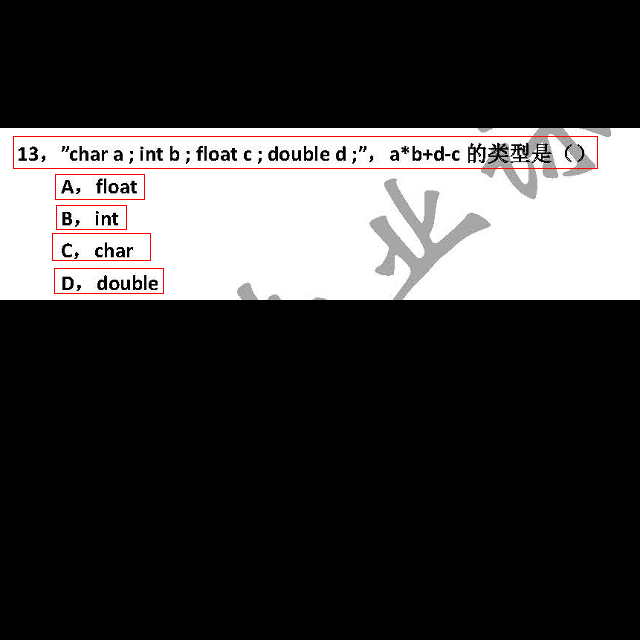 13，”char a ; int b ; float c ; double d ;”，a*b+d-c 的类型是（）
A，float
B，int
C，char
D，double